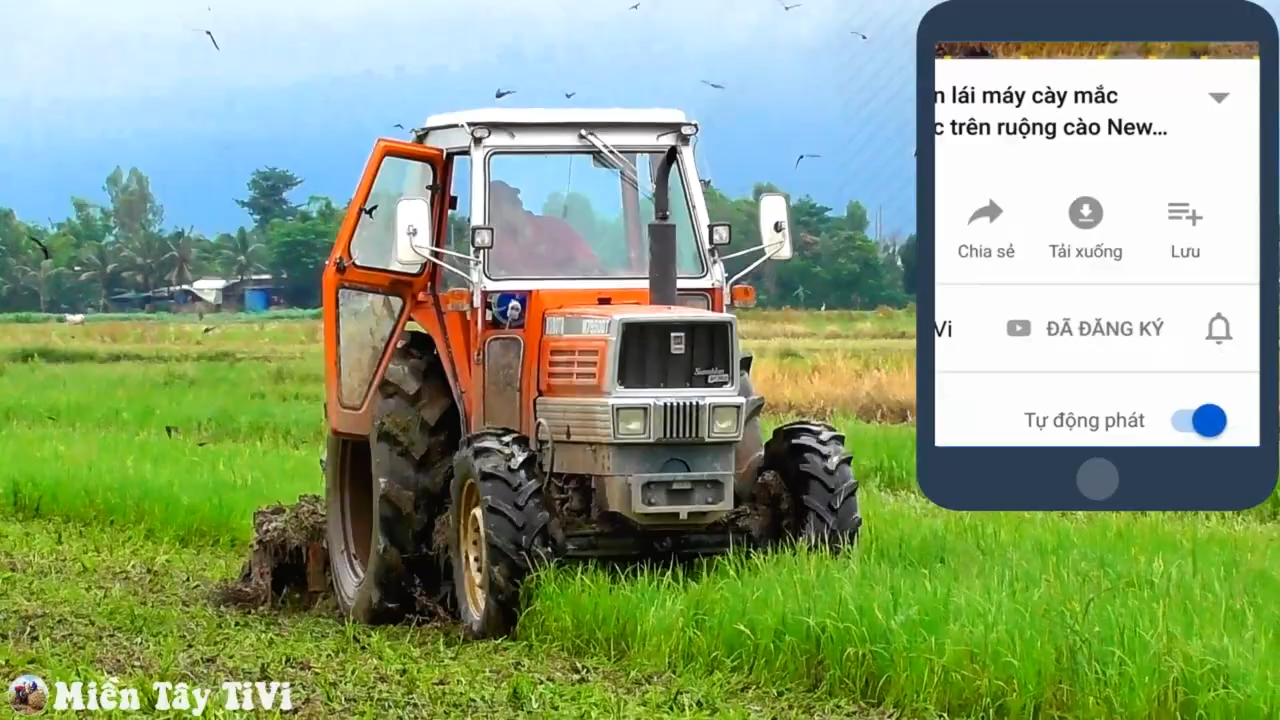 n lái máy cày mắc
c trên ruộng cào New...
Chia sẻ
Tải xuống
Lưu
Vi
ĐÃ ĐĂNG KÝ
Tự động phát
Miền Tây TiVi